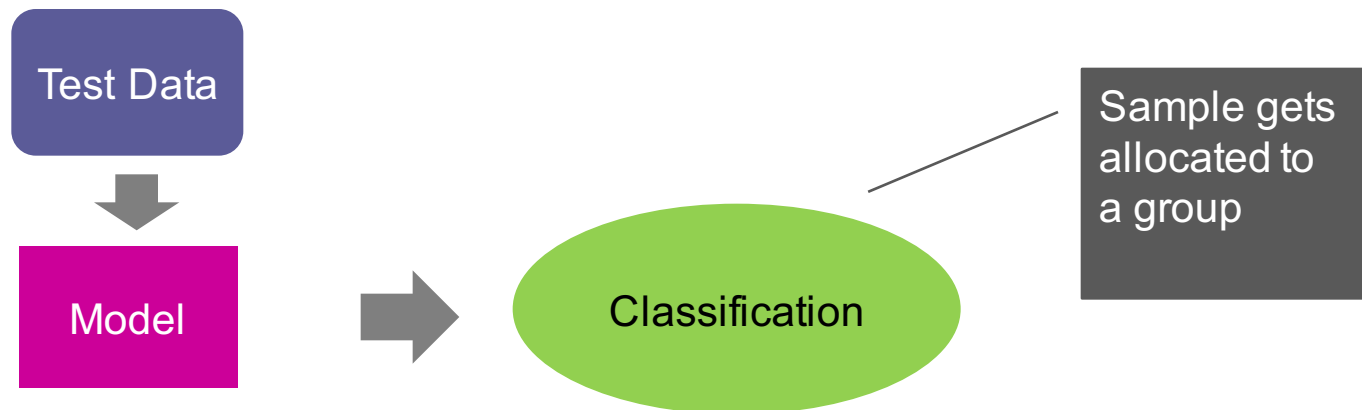 Test Data
Model
Classification
Sample gets
allocated to
a group